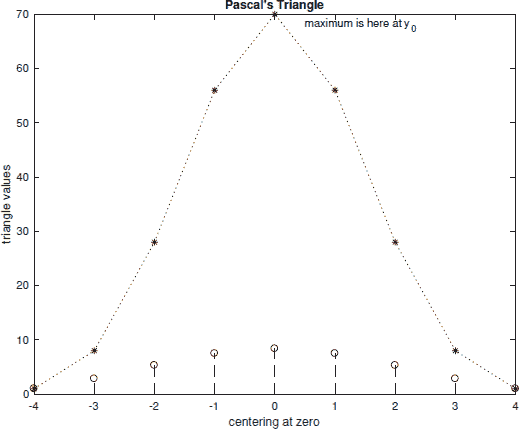 Pascal's Triangle
maximum is here at y0
70
60
50
40
30
20
10
0
triangle values
-4 -3 -2 -1 0 1 2 3 4
centering at zero